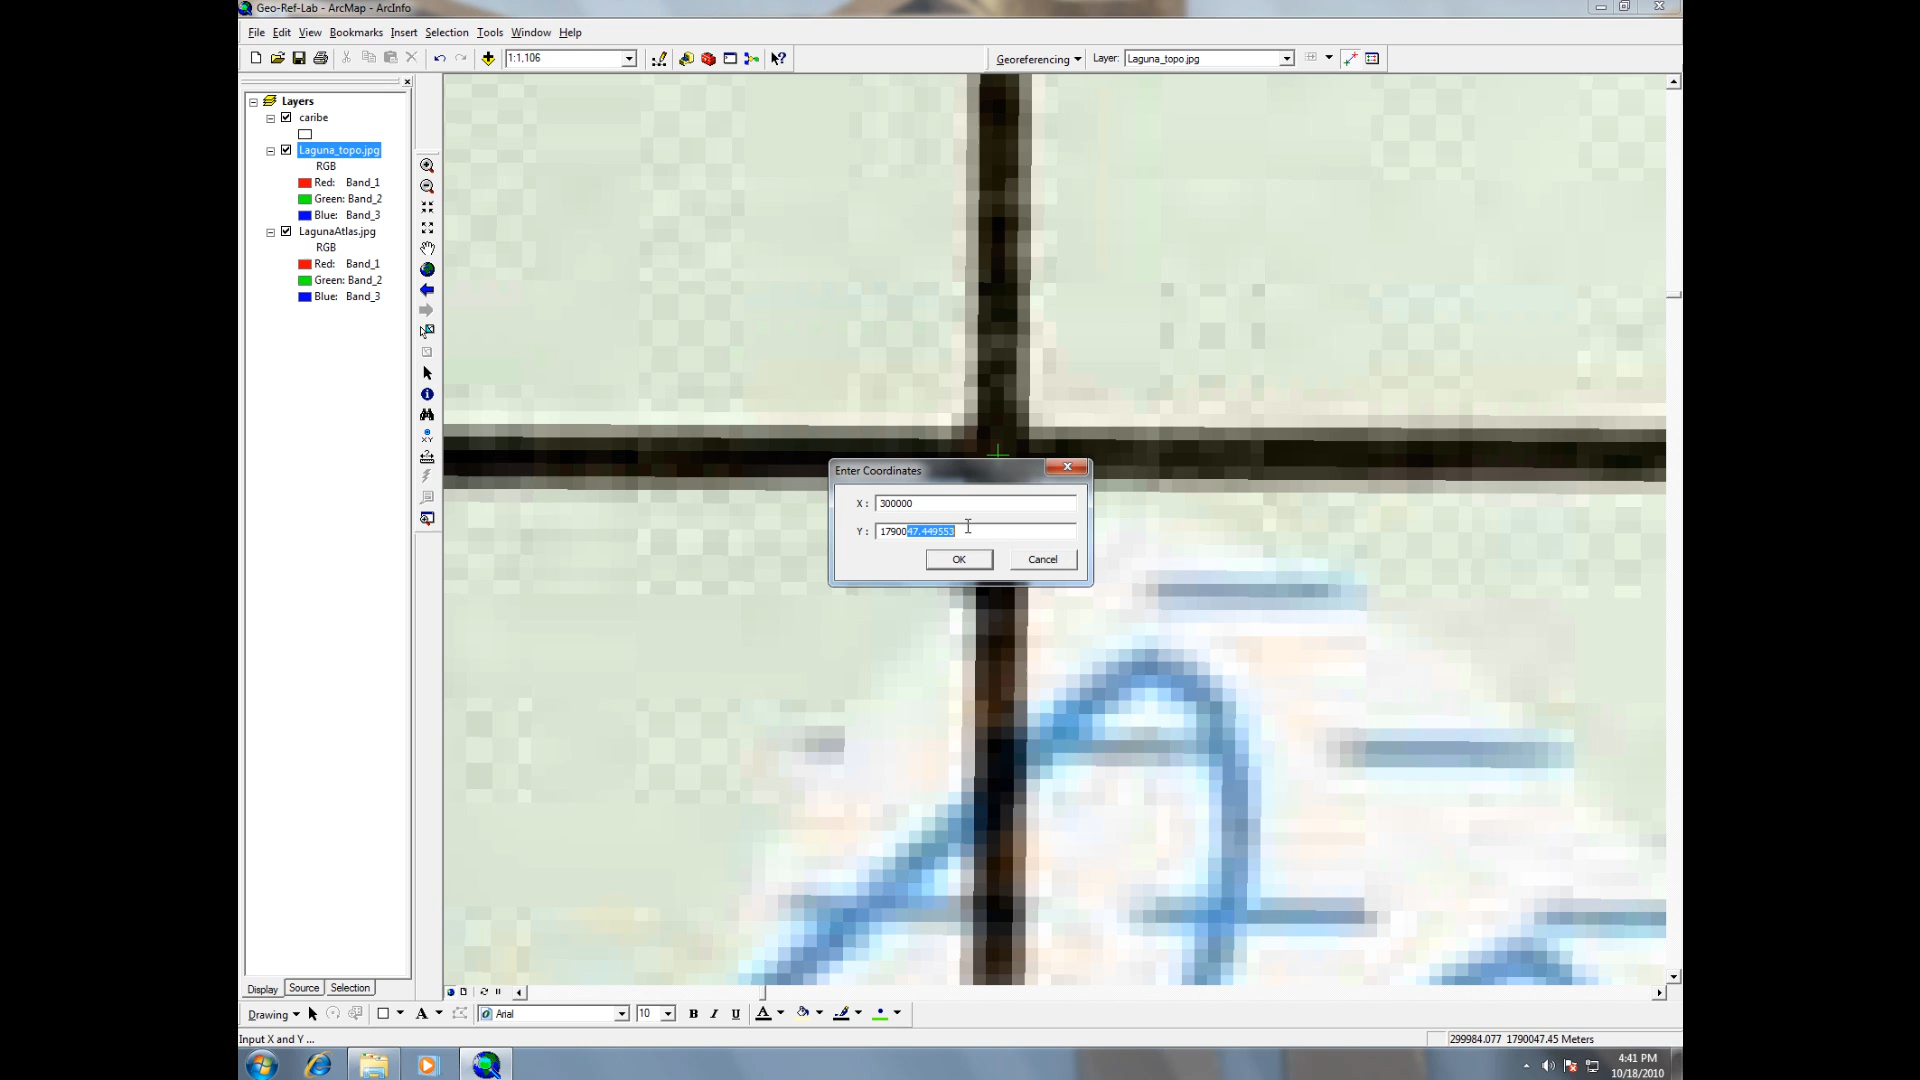 Geo-Ref-Lab - ArcMap - ArcInfo
File Edit View Bookmarks Insert Selection Tools Window Help
1:1,106
Georeferencing Layer: Laguna_topo.jpg
Layers
caribe
Laguna_topo.jpg
RGB
Red: Band_1
Green: Band_2
Blue: Band_3
LagunaAtlas.jpg
RGB
Red: Band_1
Green: Band_2
Blue: Band_3
XY
Enter Coordinates
X : 300000
Y : 1790047.449553
OK Cancel
Display Source Selection
Drawing A Arial 10 B I U A
Input X and Y ...
299984.077 1790047.45 Meters
4:41 PM
10/18/2010